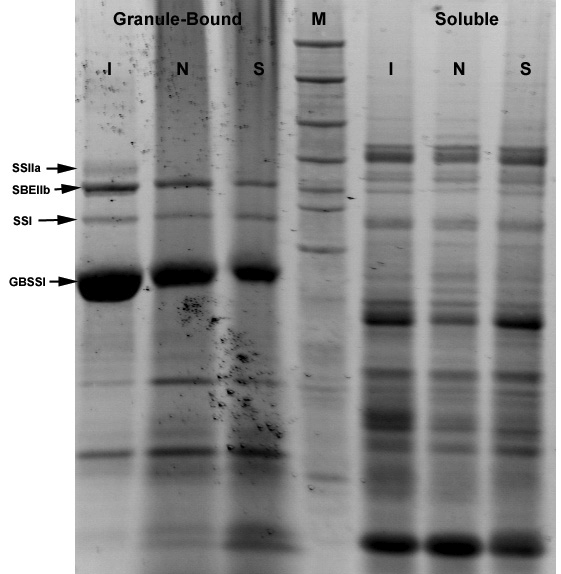 Granule-Bound M Soluble
I N S I N S
SSIIa
SBEIIb
SSI
GBSSI